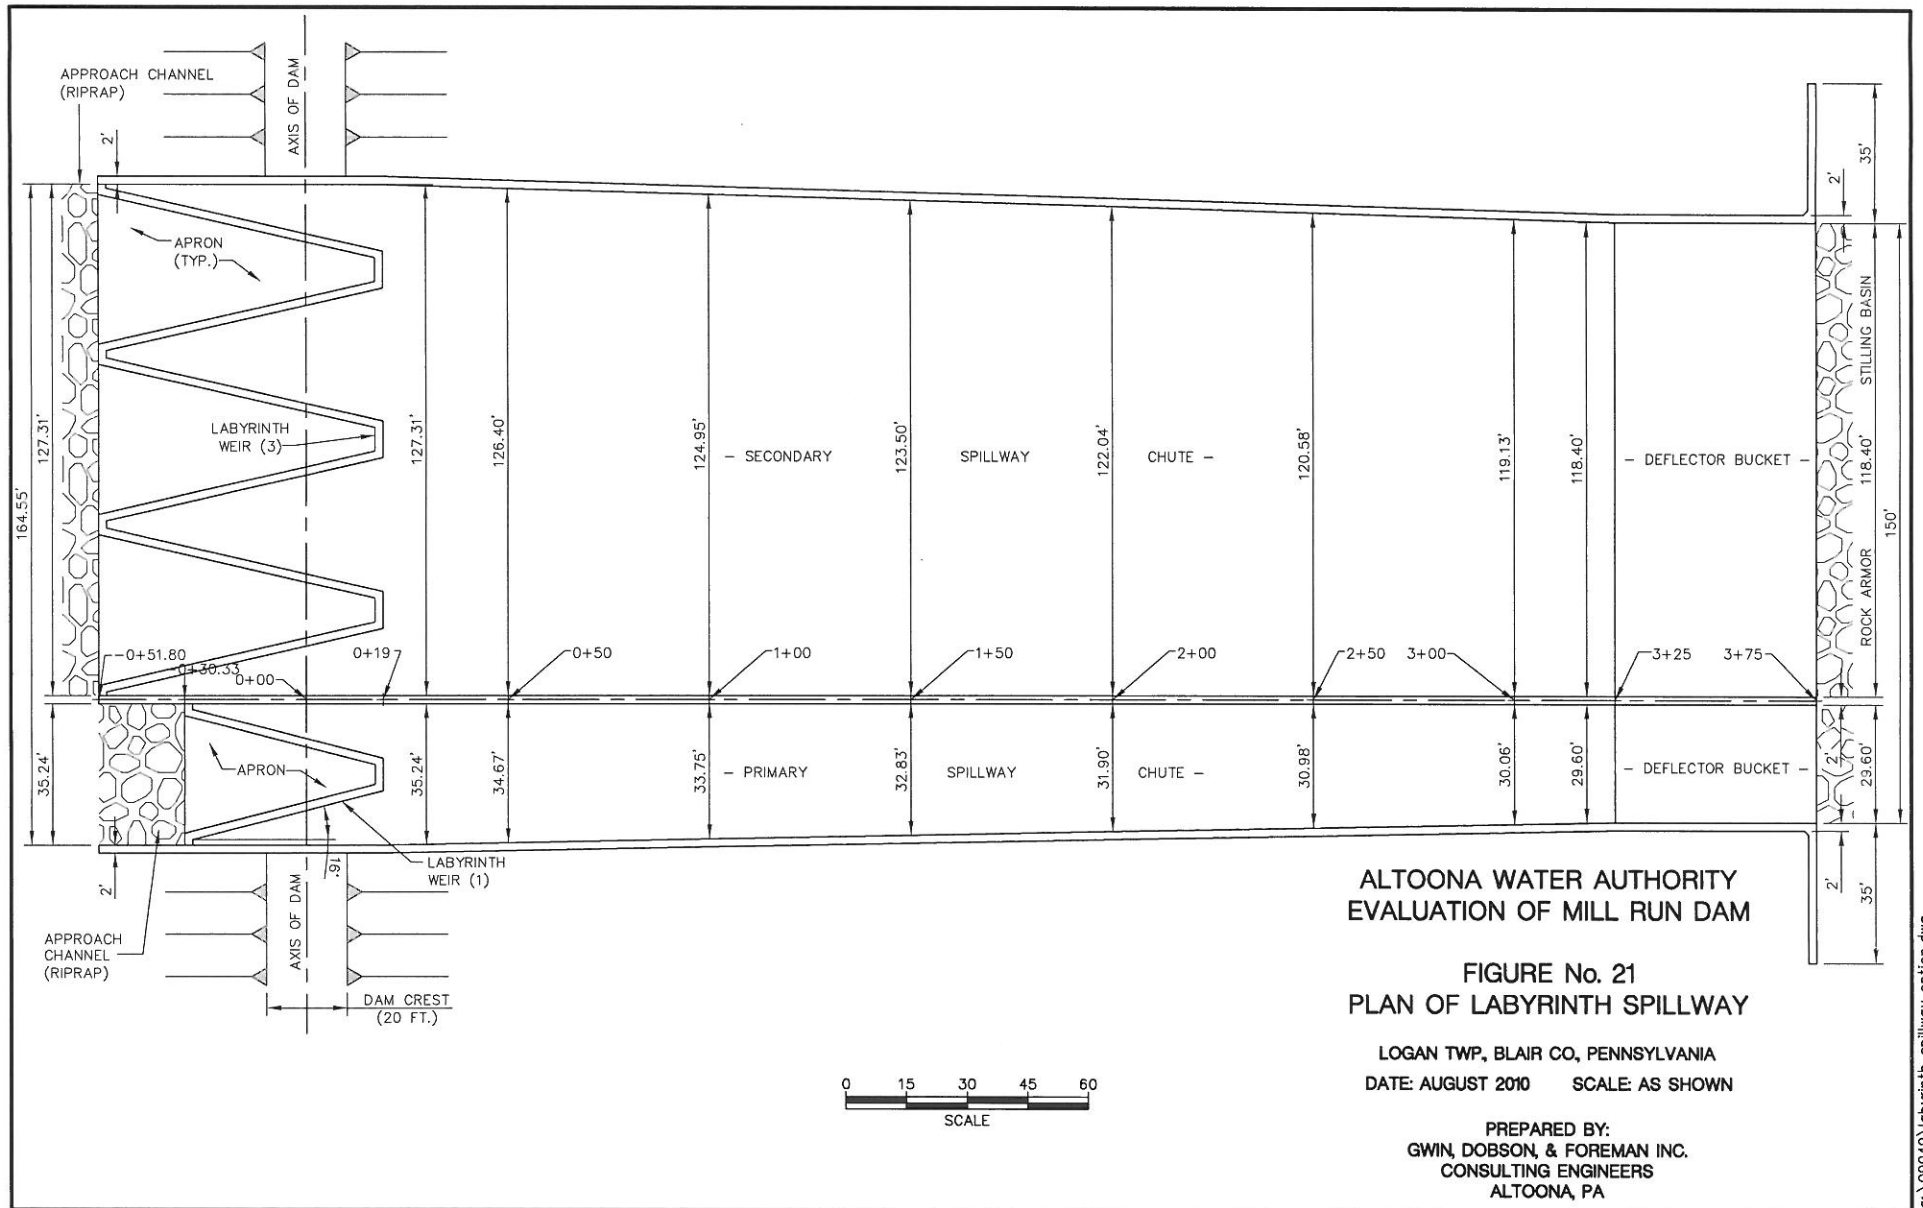 APPROACH CHANNEL
(RIPRAP)
2'
AXIS OF DAM
35'
2'
APRON
(TYP.)
LABYRINTH
WEIR (3)
164.55'
127.31'
127.31'
126.40'
124.95'
123.50'
122.04'
120.58'
119.13'
118.40'
118.40'
150'
- SECONDARY
SPILLWAY
CHUTE -
- DEFLECTOR BUCKET -
STILLING BASIN
ROCK ARMOR
-0+51.80
-0+30.33
0+00
0+19
0+50
1+00
1+50
2+00
2+50
3+00
3+25
3+75
35.24'
APRON
35.24'
34.67'
33.75'
- PRIMARY
32.83'
SPILLWAY
31.90'
CHUTE -
30.98'
30.06'
29.60'
- DEFLECTOR BUCKET -
2'
29.60'
2'
LABYRINTH
WEIR (1)
AXIS OF DAM
APPROACH
CHANNEL
(RIPRAP)
DAM CREST
(20 FT.)
2'
35'
0 15 30 45 60
SCALE
ALTOONA WATER AUTHORITY
EVALUATION OF MILL RUN DAM
FIGURE No. 21
PLAN OF LABYRINTH SPILLWAY
LOGAN TWP., BLAIR CO., PENNSYLVANIA
DATE: AUGUST 2010 SCALE: AS SHOWN
PREPARED BY:
GWIN, DOBSON, & FOREMAN INC.
CONSULTING ENGINEERS
ALTOONA, PA